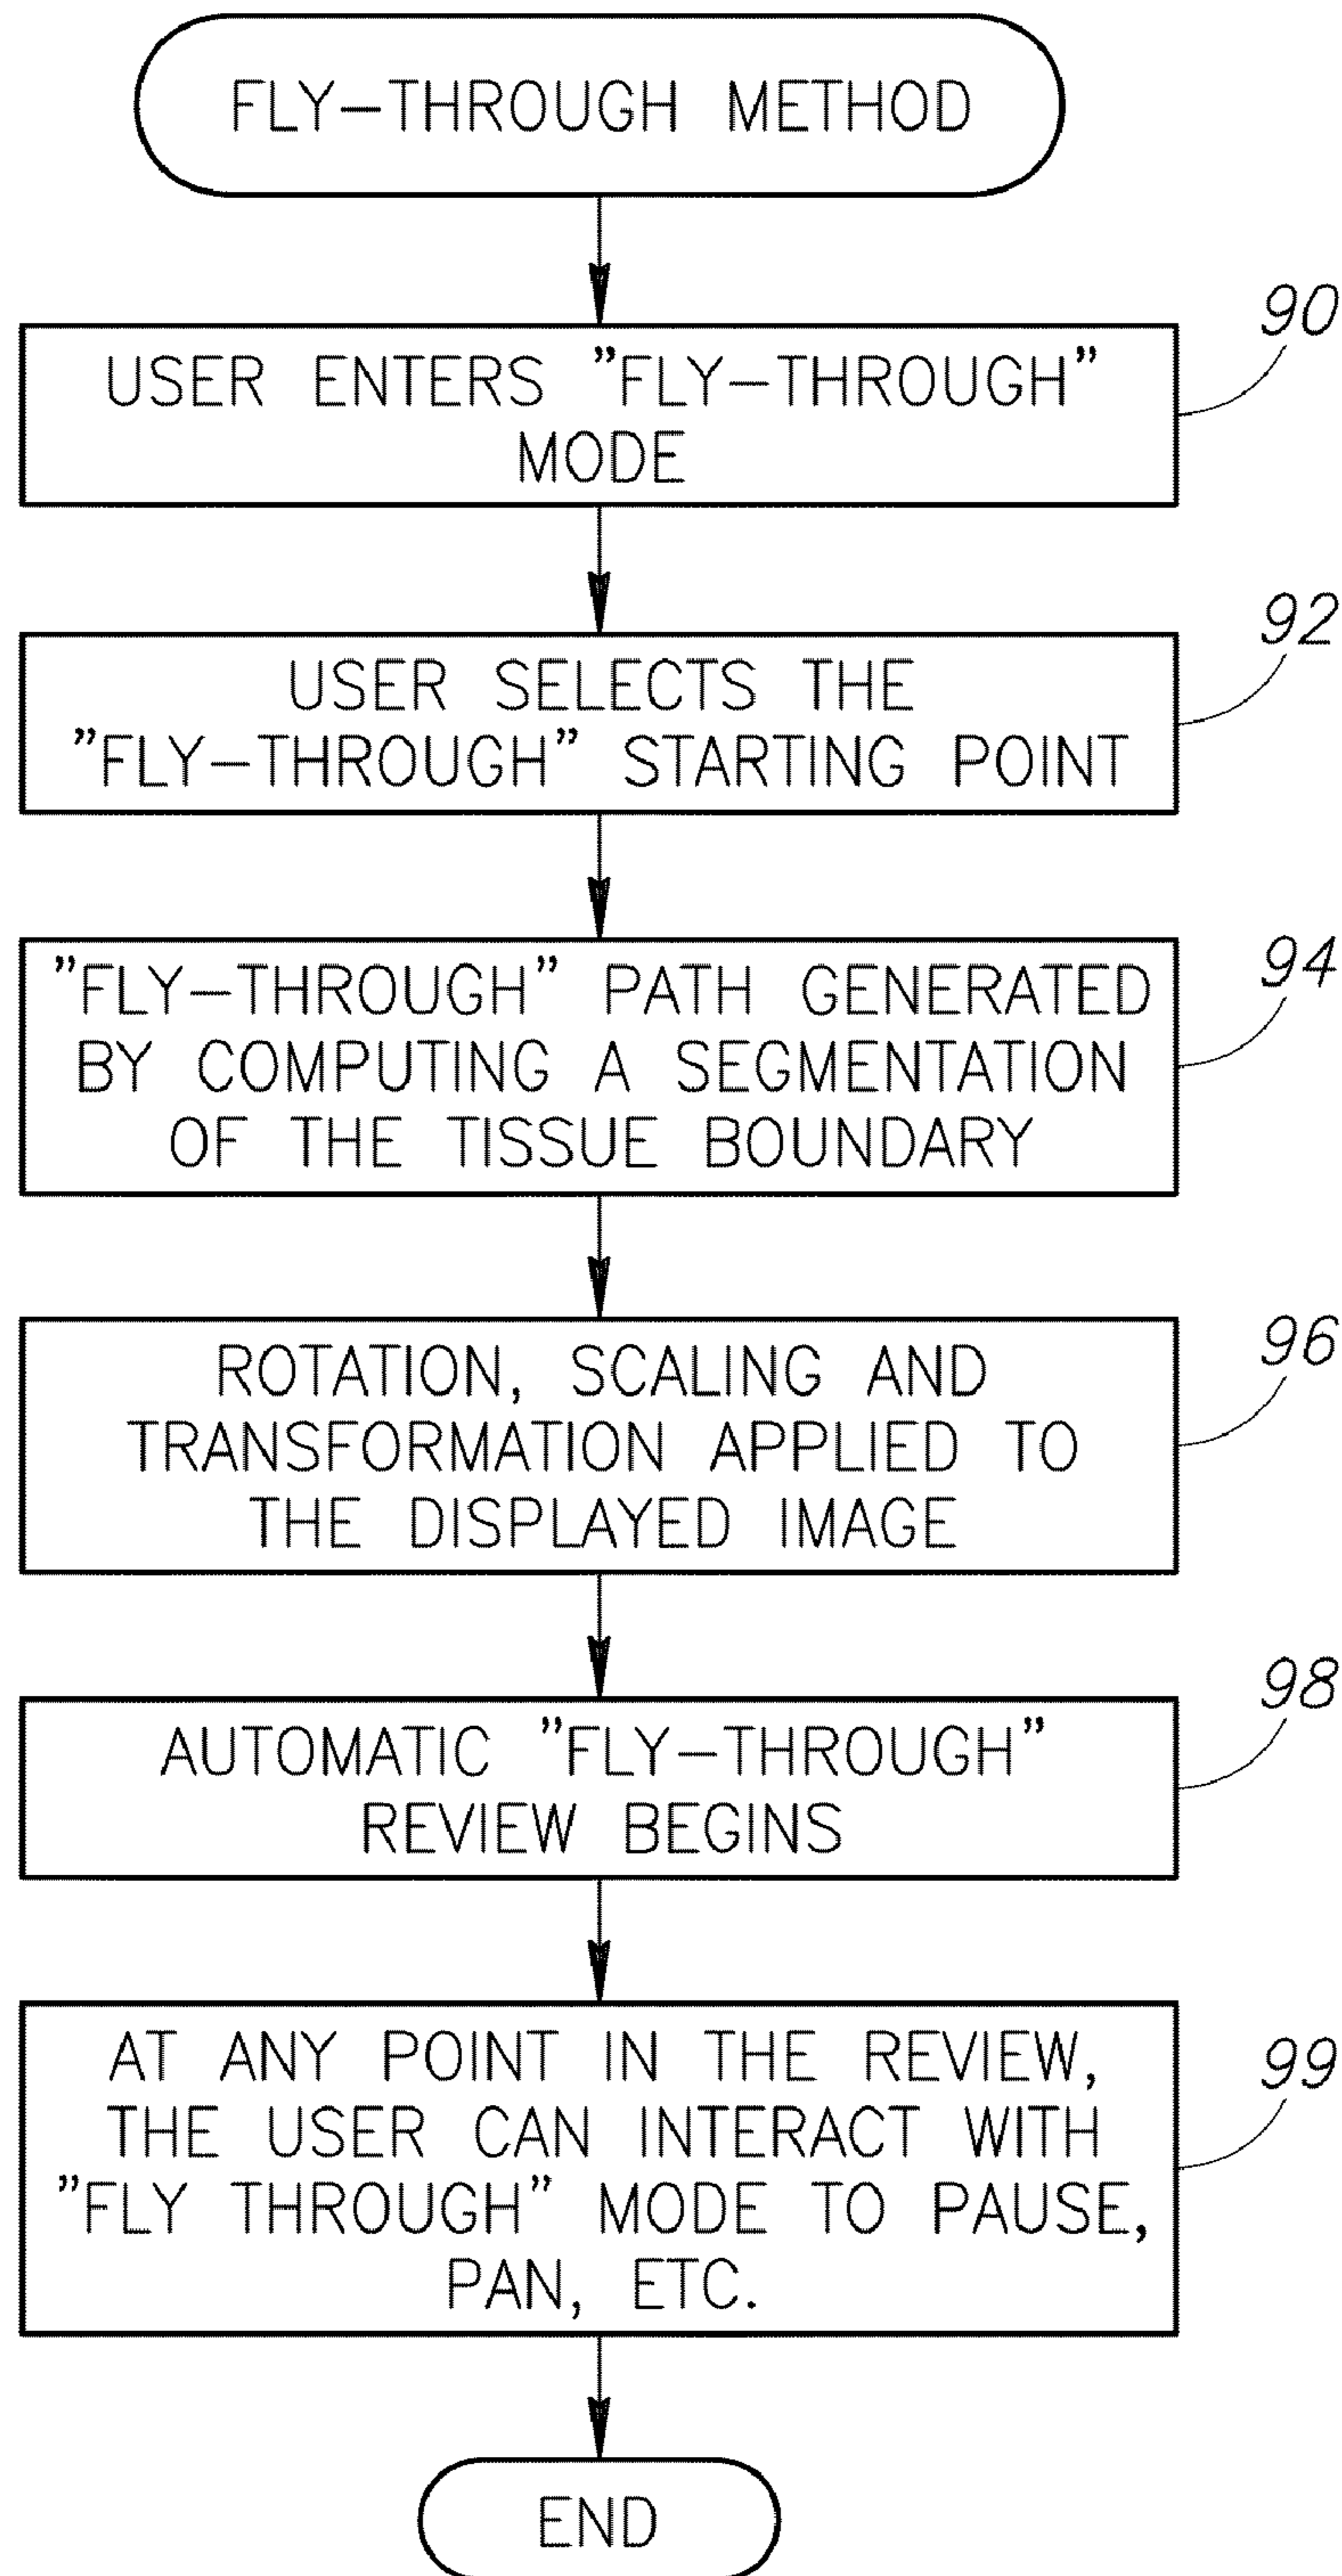 FLY-THROUGH METHOD
90
USER ENTERS "FLY-THROUGH"
MODE
92
USER SELECTS THE
"FLY-THROUGH" STARTING POINT
94
"FLY-THROUGH" PATH GENERATED
BY COMPUTING A SEGMENTATION
OF THE TISSUE BOUNDARY
96
ROTATION, SCALING AND
TRANSFORMATION APPLIED TO
THE DISPLAYED IMAGE
98
AUTOMATIC "FLY-THROUGH"
REVIEW BEGINS
99
AT ANY POINT IN THE REVIEW,
THE USER CAN INTERACT WITH
"FLY THROUGH" MODE TO PAUSE,
PAN, ETC.
END